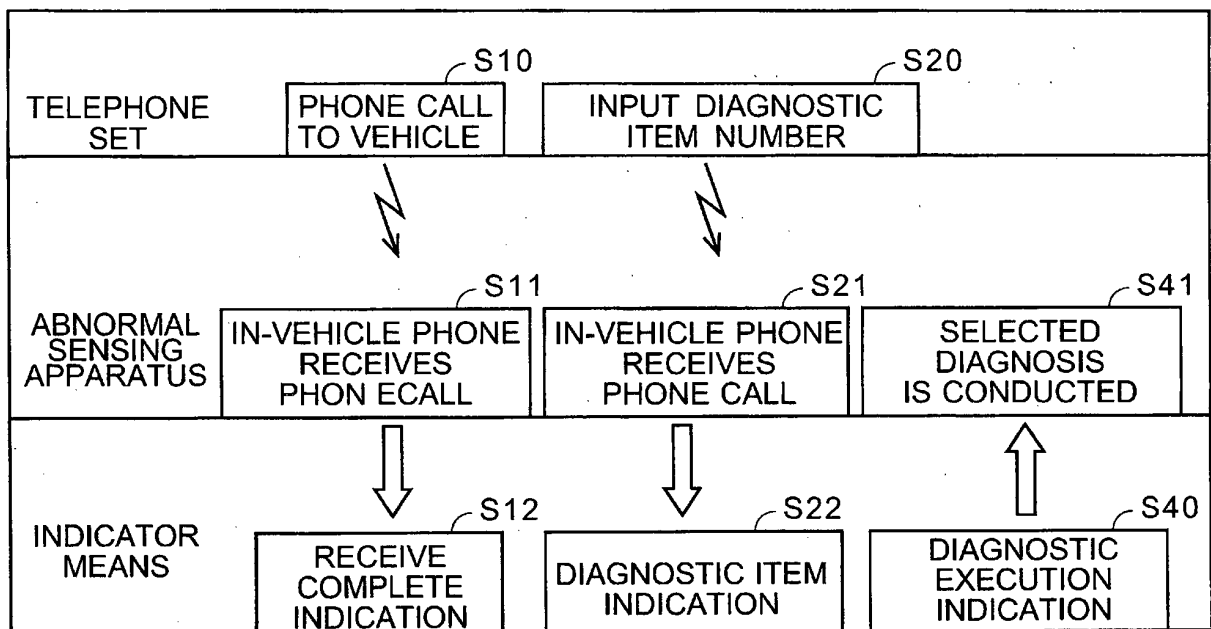 S10
S20
TELEPHONE
SET
PHONE CALL
TO VEHICLE
INPUT DIAGNOSTIC
ITEM NUMBER
S11
S21
S41
ABNORMAL
SENSING
APPARATUS
IN-VEHICLE PHONE
RECEIVES
PHON ECALL
IN-VEHICLE PHONE
RECEIVES
PHONE CALL
SELECTED
DIAGNOSIS
IS CONDUCTED
S12
S22
S40
INDICATOR
MEANS
RECEIVE
COMPLETE
INDICATION
DIAGNOSTIC ITEM
INDICATION
DIAGNOSTIC
EXECUTION
INDICATION